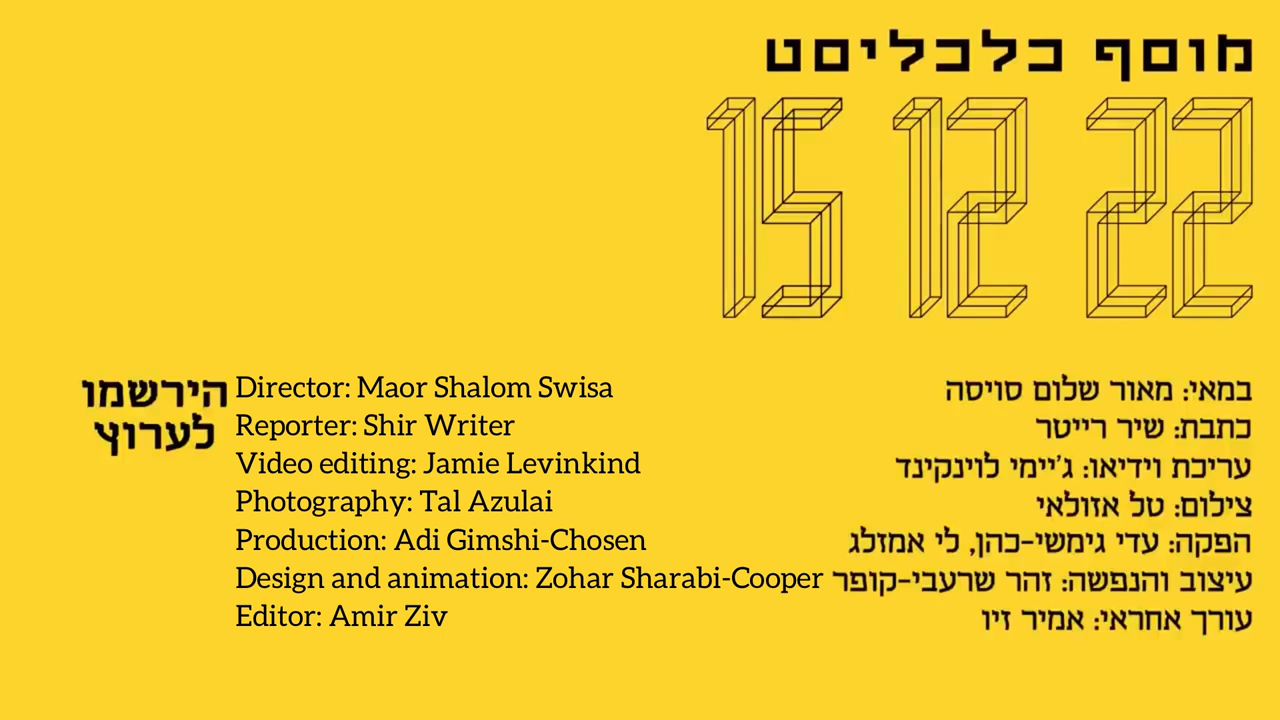 מוסף כלכליסט
15 12 22
במאי: מאור שלום סויסה
כתבת: שיר רייטר
עריכת וידיאו: ג'יימי לוינקינד
צילום: טל אזולאי
הפקה: עדי גימשי-כהן, לי אמזלג
עיצוב והנפשה: זהר שרעבי-קופר
עורך אחראי: אמיר זיו
Director: Maor Shalom Swisa
Reporter: Shir Writer
Video editing: Jamie Levinkind
Photography: Tal Azulai
Production: Adi Gimshi-Chosen
Design and animation: Zohar Sharabi-Cooper
Editor: Amir Ziv
הירשמו
לערוץ